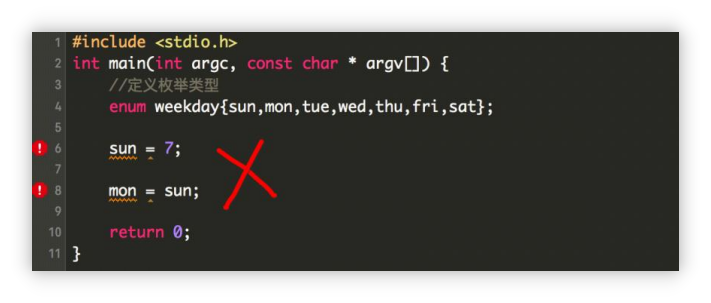 1 #include <stdio.h>
2 int main(int argc, const char * argv[]) {
3 //定义枚举类型
4 enum weekday{sun,mon,tue,wed,thu,fri,sat};
5
6 sun = 7;
7
8 mon = sun;
9
10 return 0;
11 }